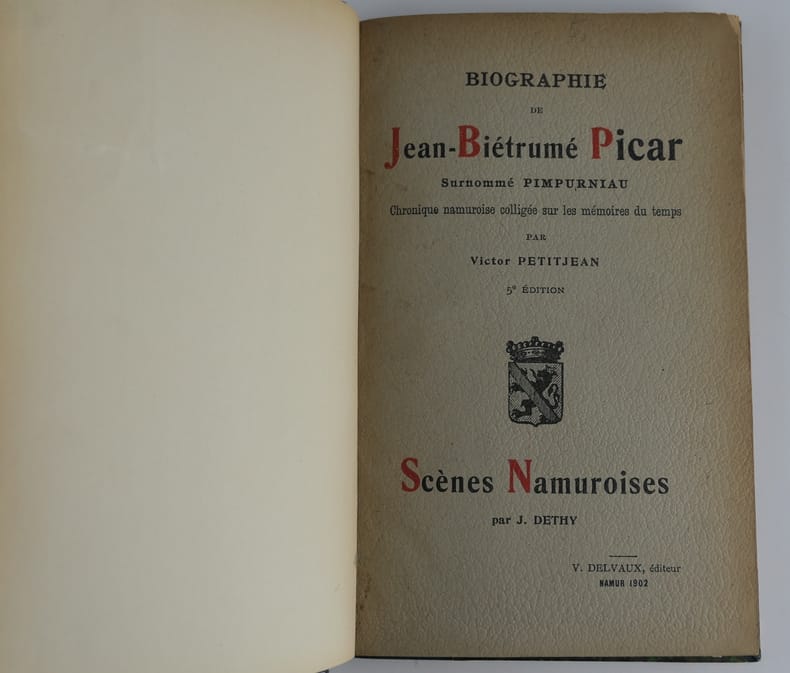 BIOGRAPHIE
DE
Jean-Biétrumé Picar
Surnommé PIMPURNIAU
Chronique namuroise colligée sur les mémoires du temps
PAR
Victor PETITJEAN
5e ÉDITION
Scènes Namuroises
par J. DETHY
V. DELVAUX, éditeur
NAMUR 1902